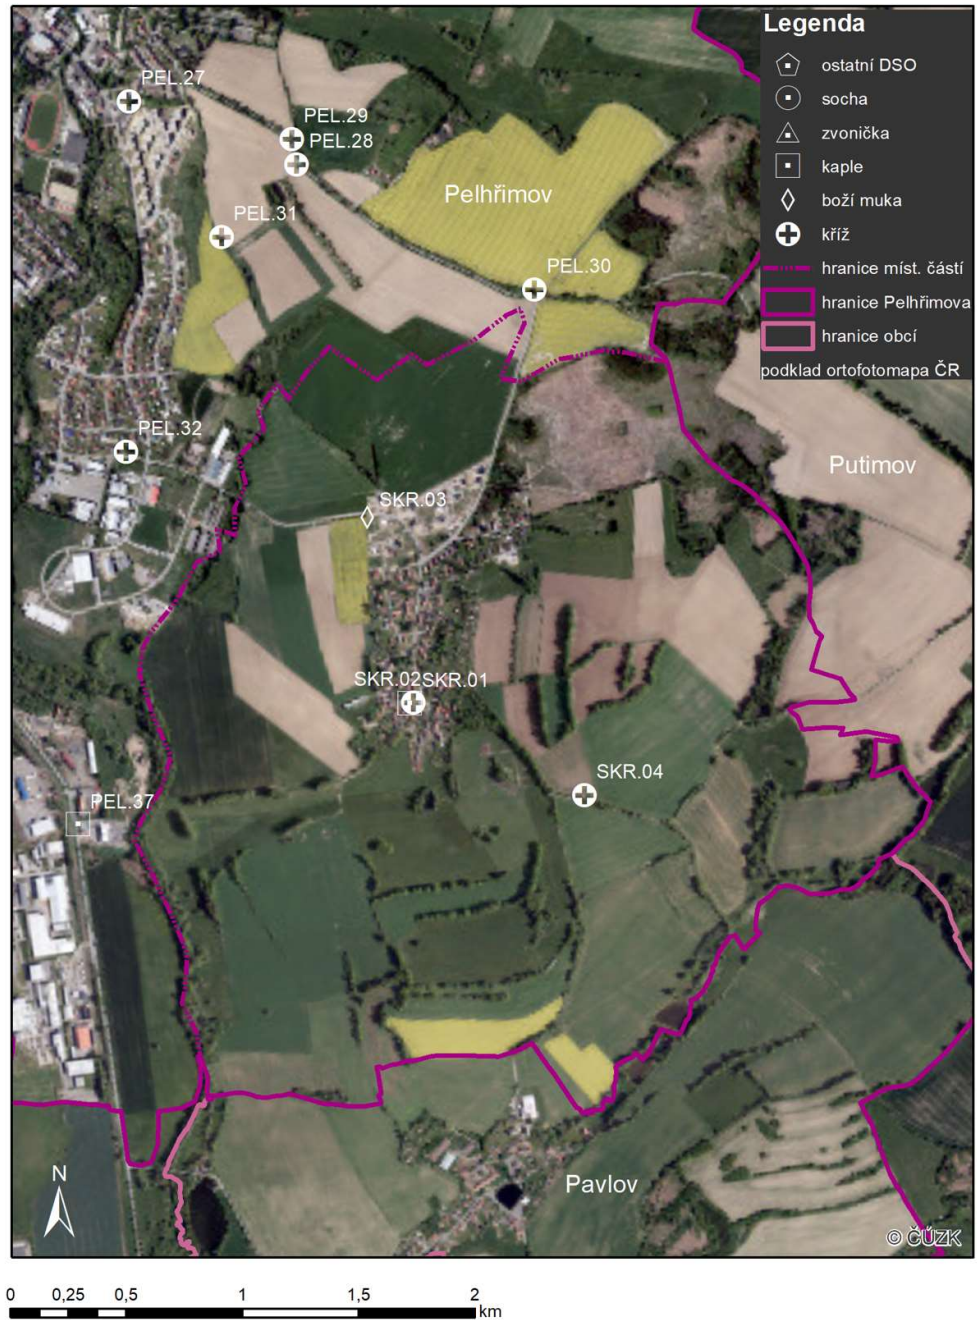 Legenda
ostatní DSO
socha
zvonička
kaple
boží muka
kříž
hranice míst. částí
hranice Pelhřimova
hranice obcí
podklad ortofotomapa ČR
PEL.27
PEL.29
PEL.28
Pelhřimov
PEL.31
PEL.30
PEL.32
Putimov
SKR.03
SKR.02 SKR.01
SKR.04
PEL.37
Pavlov
N
© ČÚZK
0 0,25 0,5 1 1,5 2
km